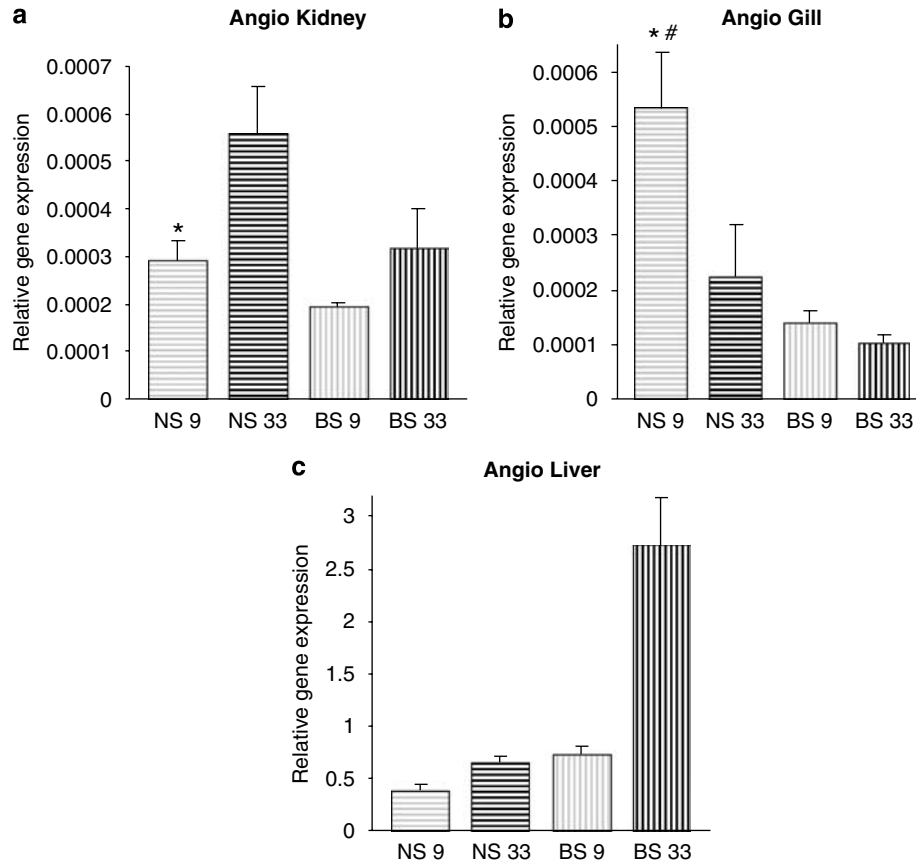 a
Angio Kidney
Relative gene expression
0.0007
0.0006
0.0005
0.0004
0.0003
0.0002
0.0001
0
*
NS 9 NS 33 BS 9 BS 33
b
Angio Gill
Relative gene expression
0.0006
0.0005
0.0004
0.0003
0.0002
0.0001
0
* #
NS 9 NS 33 BS 9 BS 33
c
Angio Liver
Relative gene expression
3
2.5
2
1.5
1
0.5
0
NS 9 NS 33 BS 9 BS 33